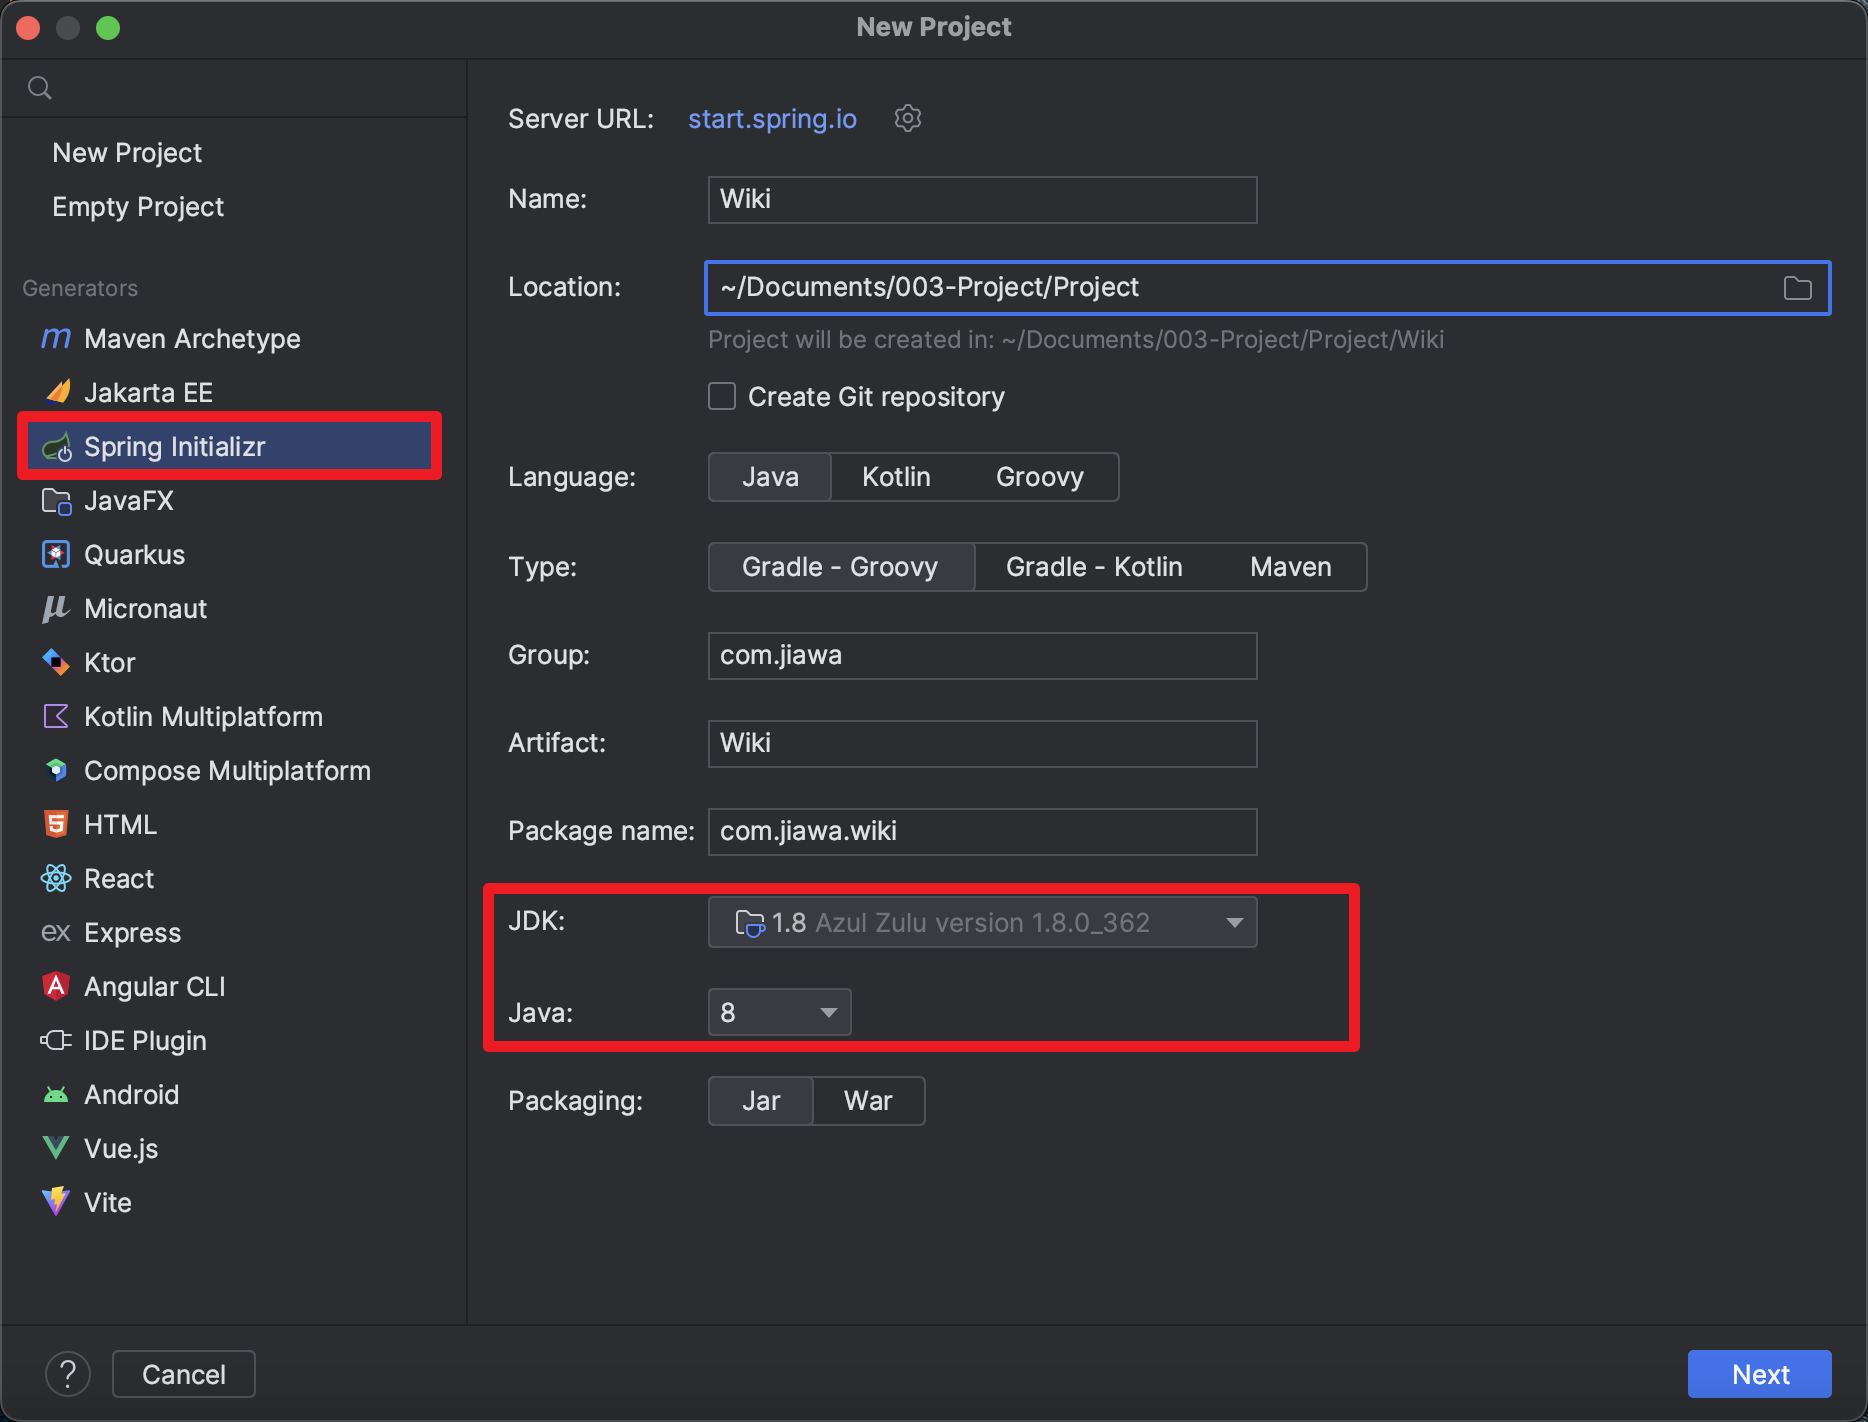 New Project
New Project
Empty Project
Generators
Maven Archetype
Jakarta EE
Spring Initializr
JavaFX
Quarkus
Micronaut
Ktor
Kotlin Multiplatform
Compose Multiplatform
HTML
React
Express
Angular CLI
IDE Plugin
Android
Vue.js
Vite
Server URL: start.spring.io
Name: Wiki
Location: ~/Documents/003-Project/Project
Project will be created in: ~/Documents/003-Project/Project/Wiki
Create Git repository
Language: Java Kotlin Groovy
Type: Gradle - Groovy Gradle - Kotlin Maven
Group: com.jiawa
Artifact: Wiki
Package name: com.jiawa.wiki
JDK: 1.8 Azul Zulu version 1.8.0_362
Java: 8
Packaging: Jar War
? Cancel Next